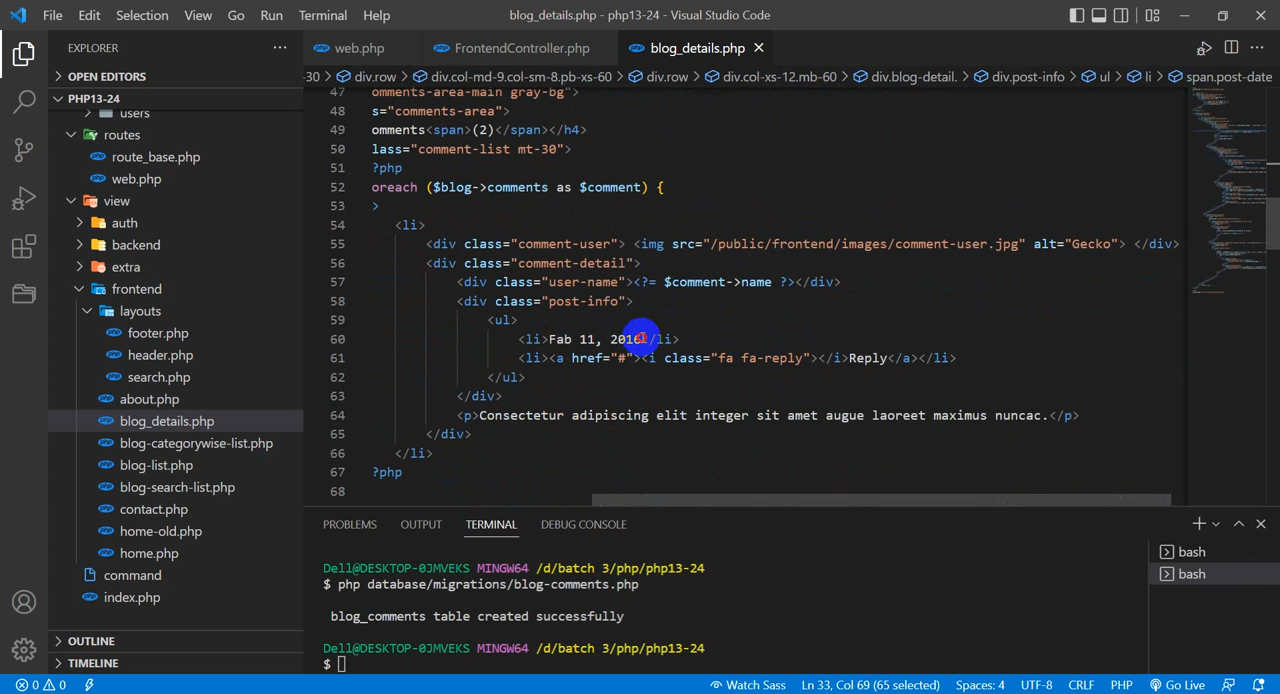 File Edit Selection View Go Run Terminal Help blog_details.php - php13-24 - Visual Studio Code
EXPLORER
OPEN EDITORS
PHP13-24
users
routes
route_base.php
web.php
view
auth
backend
extra
frontend
layouts
footer.php
header.php
search.php
about.php
blog_details.php
blog-categorywise-list.php
blog-list.php
blog-search-list.php
contact.php
home-old.php
home.php
command
index.php
OUTLINE
TIMELINE
web.php FrontendController.php blog_details.php
-30 > div.row > div.col-md-9.col-sm-8.pb-xs-60 > div.row > div.col-xs-12.mb-60 > div.blog-detail. > div.post-info > ul > li > span.post-date
47 omments-area-main gray-bg">
48 s="comments-area">
49 omments<span>(2)</span></h4>
50 lass="comment-list mt-30">
51 ?php
52 oreach ($blog->comments as $comment) {
53 >
54 <li>
55 <div class="comment-user"> <img src="/public/frontend/images/comment-user.jpg" alt="Gecko"> </div>
56 <div class="comment-detail">
57 <div class="user-name"><?= $comment->name ?></div>
58 <div class="post-info">
59 <ul>
60 <li>Fab 11, 2016</li>
61 <li><a href="#"><i class="fa fa-reply"></i>Reply</a></li>
62 </ul>
63 </div>
64 <p>Consectetur adipiscing elit integer sit amet augue laoreet maximus nuncac.</p>
65 </div>
66 </li>
67 ?php
68
PROBLEMS OUTPUT TERMINAL DEBUG CONSOLE
Dell@DESKTOP-0JMVEKS MINGW64 /d/batch 3/php/php13-24
$ php database/migrations/blog-comments.php
blog_comments table created successfully
Dell@DESKTOP-0JMVEKS MINGW64 /d/batch 3/php/php13-24
$
bash
bash
0 0 Watch Sass Ln 33, Col 69 (65 selected) Spaces: 4 UTF-8 CRLF PHP Go Live